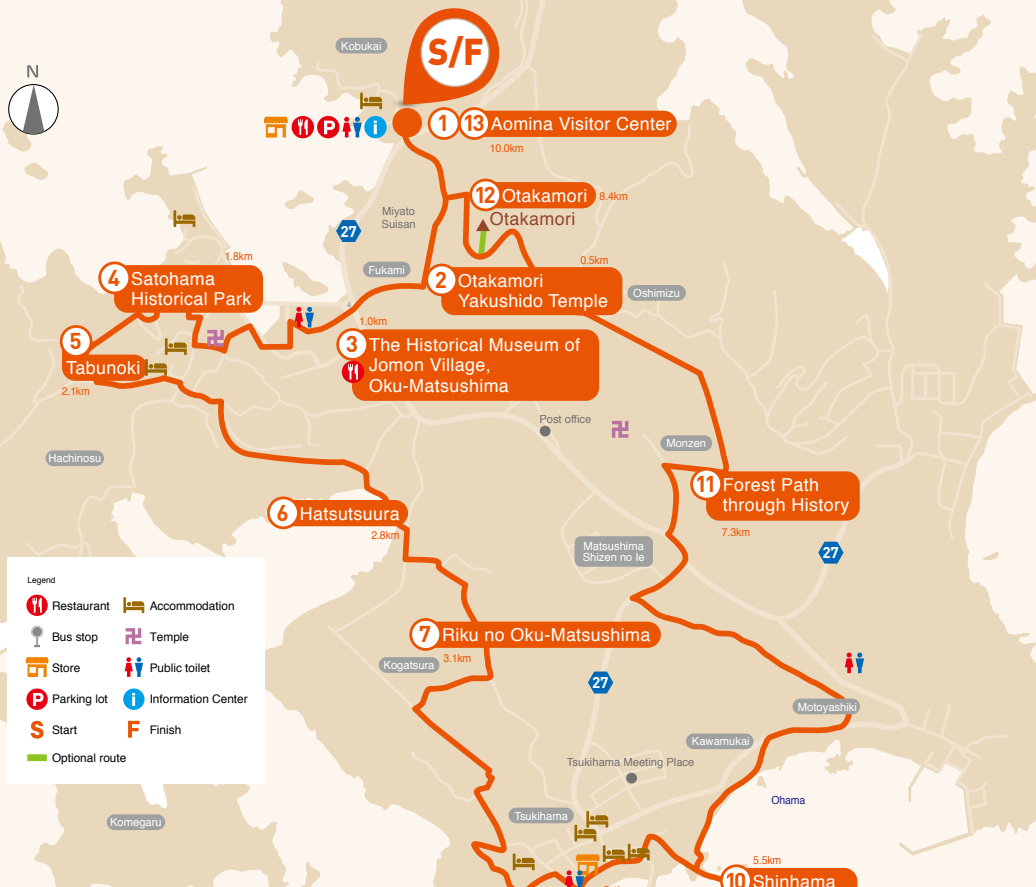 Kobukai
S/F
N
P
i
1 13 Aomina Visitor Center
10.0km
12 Otakamori 8.4km
Otakamori
Miyato
Suisan
27
1.8km
Fukami
0.5km
4 Satohama
Historical Park
2 Otakamori
Yakushido Temple
Oshimizu
1.0km
5
Tabunoki
2.1km
3 The Historical Museum of
Jomon Village,
Oku-Matsushima
Post office
Monzen
Hachinosu
11 Forest Path
through History
7.3km
6 Hatsutsuura
2.8km
Matsushima
Shizen no Ie
27
Legend
Restaurant
Accommodation
Bus stop
Temple
Store
Public toilet
P Parking lot
i Information Center
S Start
F Finish
Optional route
7 Riku no Oku-Matsushima
3.1km
Kogatsura
27
Motoyashiki
Kawamukai
Tsukihama Meeting Place
Ohama
Tsukihama
Komegaru
5.5km
10 Shinhama